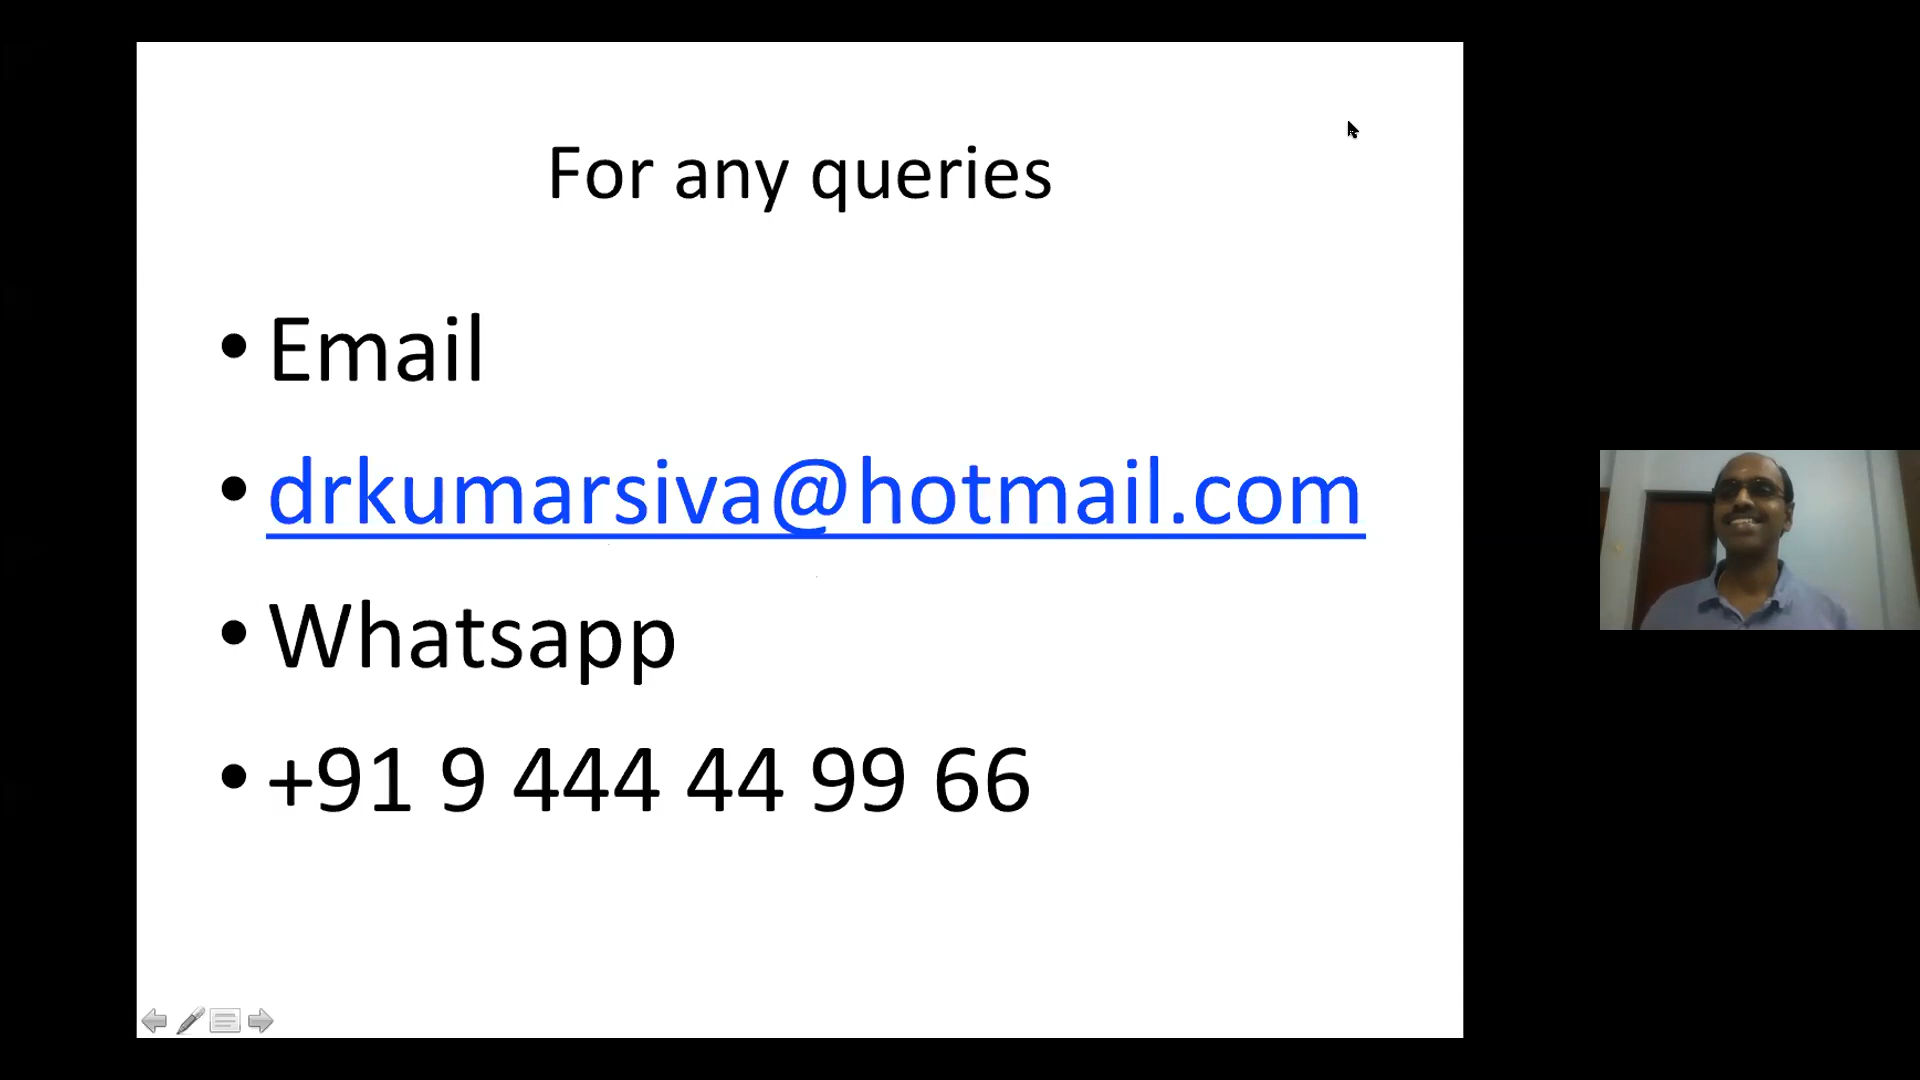 For any queries
• Email
• drkumarsiva@hotmail.com
• Whatsapp
• +91 9 444 44 99 66